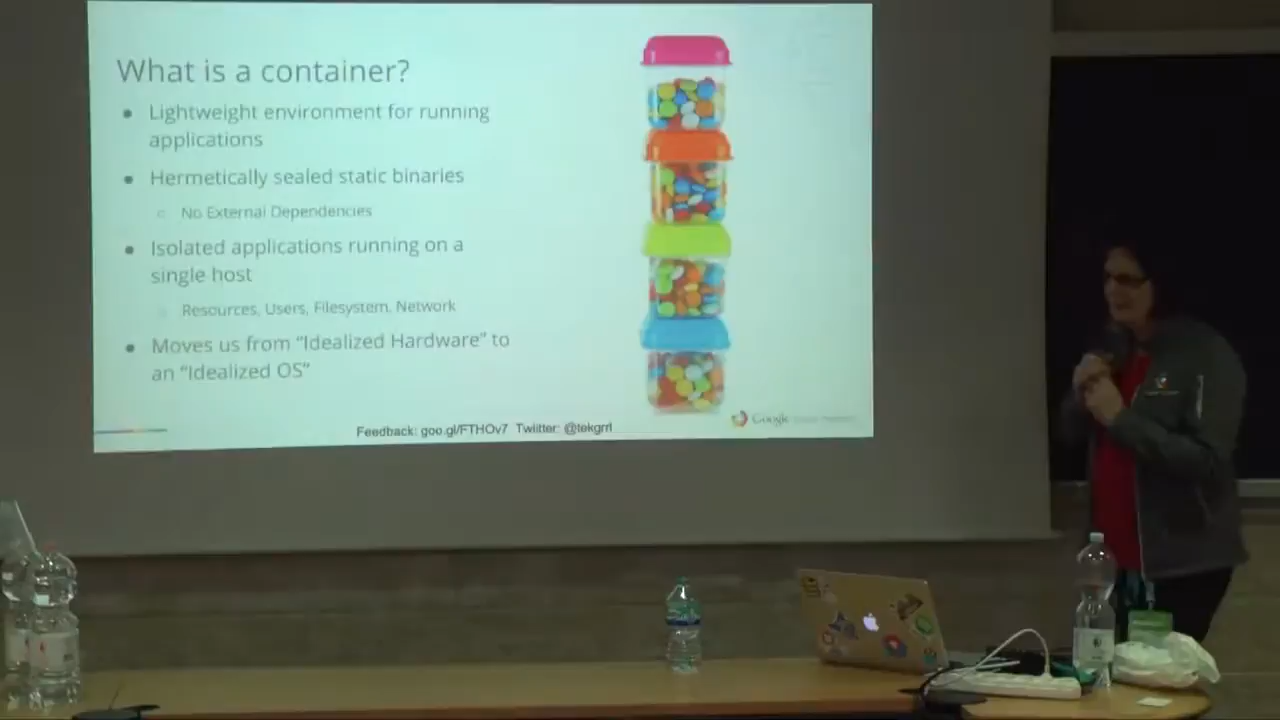 What is a container?
Lightweight environment for running
applications
Hermetically sealed static binaries
No External Dependencies
Isolated applications running on a
single host
Resources, Users, Filesystem, Network
Moves us from “Idealized Hardware” to
an “Idealized OS”
Feedback: goo.gl/FTHOv7 Twiitter: @tekgrrl
Google